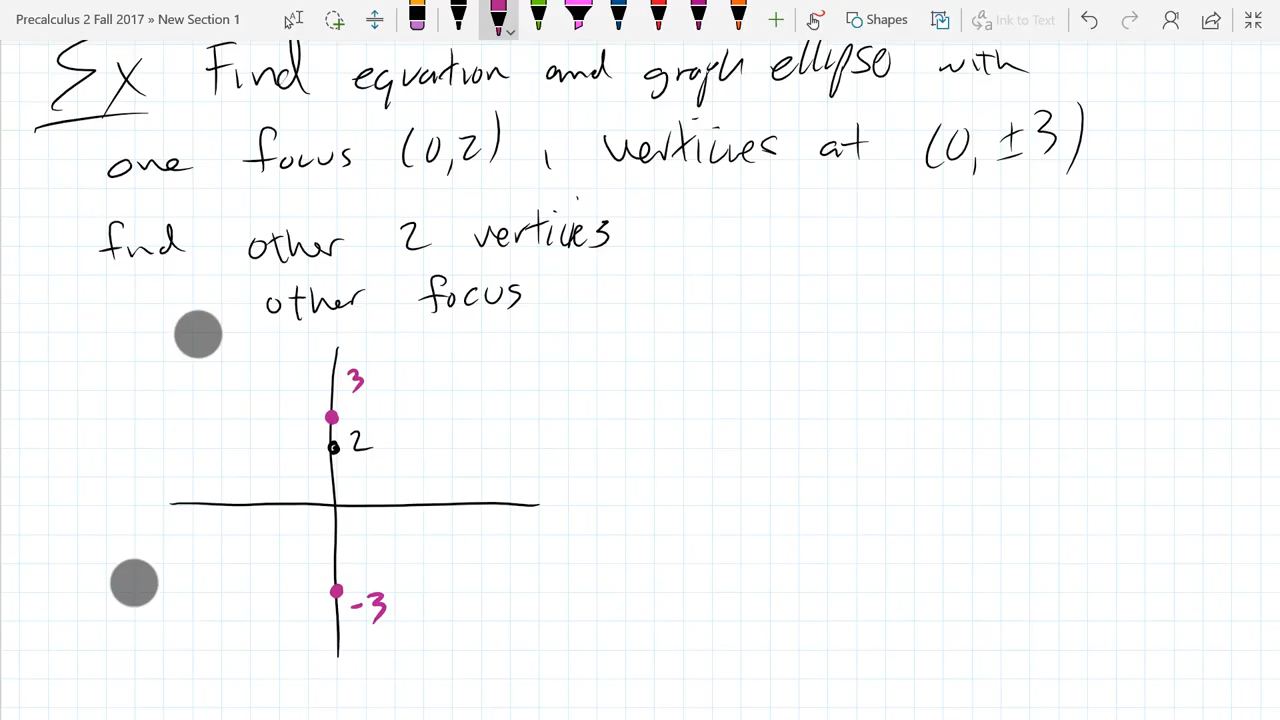 Precalculus 2 Fall 2017 » New Section 1
Shapes
Ink to Text
Ex Find equation and graph ellipse with
one focus (0,2), vertices at (0, ±3)
find other 2 vertices
other focus
3
2
-3